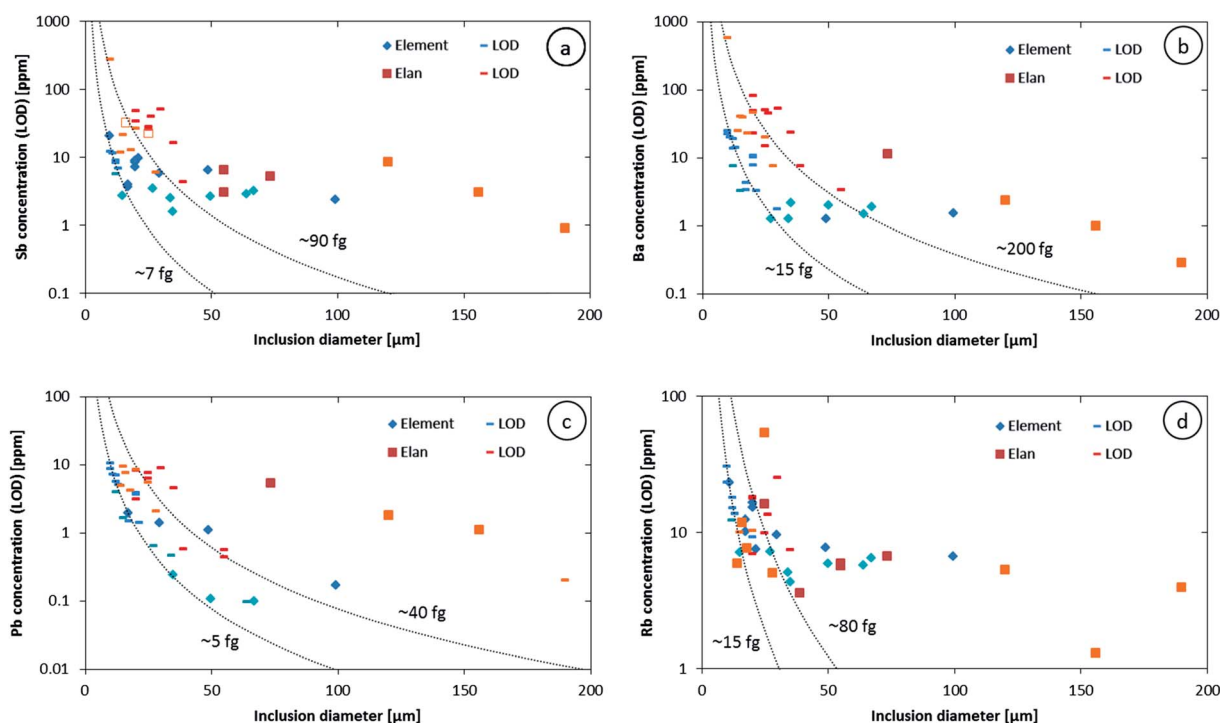 1000
100
10
1
0.1
Sb concentration (LOD) [ppm]
Element LOD
Elan LOD
a
~7 fg
~90 fg
0 50 100 150 200
Inclusion diameter [µm]
1000
100
10
1
0.1
Ba concentration (LOD) [ppm]
Element LOD
Elan LOD
b
~15 fg
~200 fg
0 50 100 150 200
Inclusion diameter [µm]
100
10
1
0.1
0.01
Pb concentration (LOD) [ppm]
Element LOD
Elan LOD
c
~5 fg
~40 fg
0 50 100 150 200
Inclusion diameter [µm]
100
10
1
Rb concentration (LOD) [ppm]
Element LOD
Elan LOD
d
~15 fg
~80 fg
0 50 100 150 200
Inclusion diameter [µm]